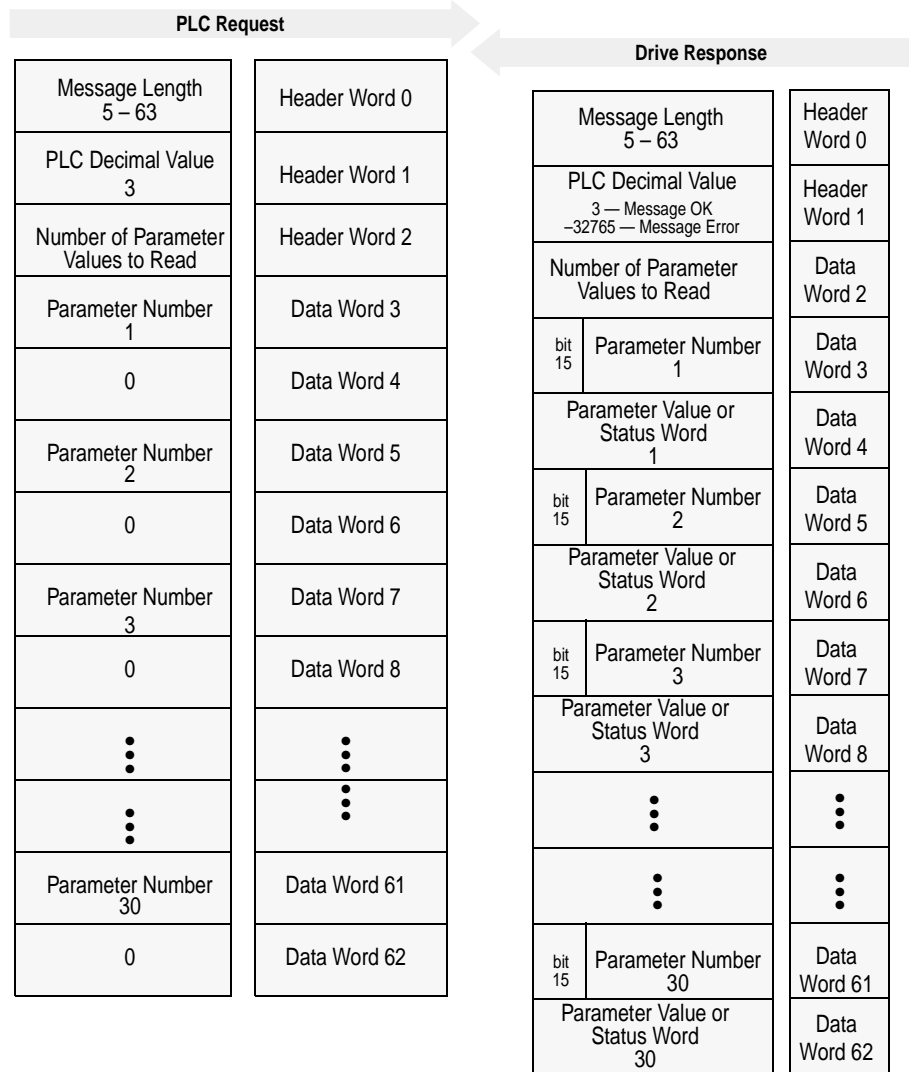 PLC Request
Message Length
5 – 63
Header Word 0
PLC Decimal Value
3
Header Word 1
Number of Parameter
Values to Read
Header Word 2
Parameter Number
1
Data Word 3
0
Data Word 4
Parameter Number
2
Data Word 5
0
Data Word 6
Parameter Number
3
Data Word 7
0
Data Word 8
Parameter Number
30
Data Word 61
0
Data Word 62
Drive Response
Message Length
5 – 63
Header
Word 0
PLC Decimal Value
3 — Message OK
–32765 — Message Error
Header
Word 1
Number of Parameter
Values to Read
Data
Word 2
bit
15
Parameter Number
1
Data
Word 3
Parameter Value or
Status Word
1
Data
Word 4
bit
15
Parameter Number
2
Data
Word 5
Parameter Value or
Status Word
2
Data
Word 6
bit
15
Parameter Number
3
Data
Word 7
Parameter Value or
Status Word
3
Data
Word 8
bit
15
Parameter Number
30
Data
Word 61
Parameter Value or
Status Word
30
Data
Word 62